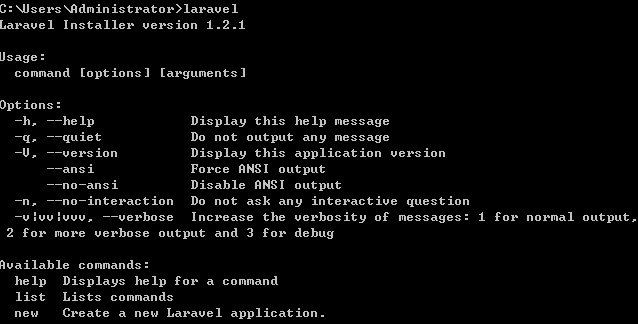 C:\Users\Administrator>laravel
Laravel Installer version 1.2.1
Usage:
command [options] [arguments]
Options:
-h, --help Display this help message
-q, --quiet Do not output any message
-V, --version Display this application version
--ansi Force ANSI output
--no-ansi Disable ANSI output
-n, --no-interaction Do not ask any interactive question
-v|vv|vvv, --verbose Increase the verbosity of messages: 1 for normal output,
2 for more verbose output and 3 for debug
Available commands:
help Displays help for a command
list Lists commands
new Create a new Laravel application.